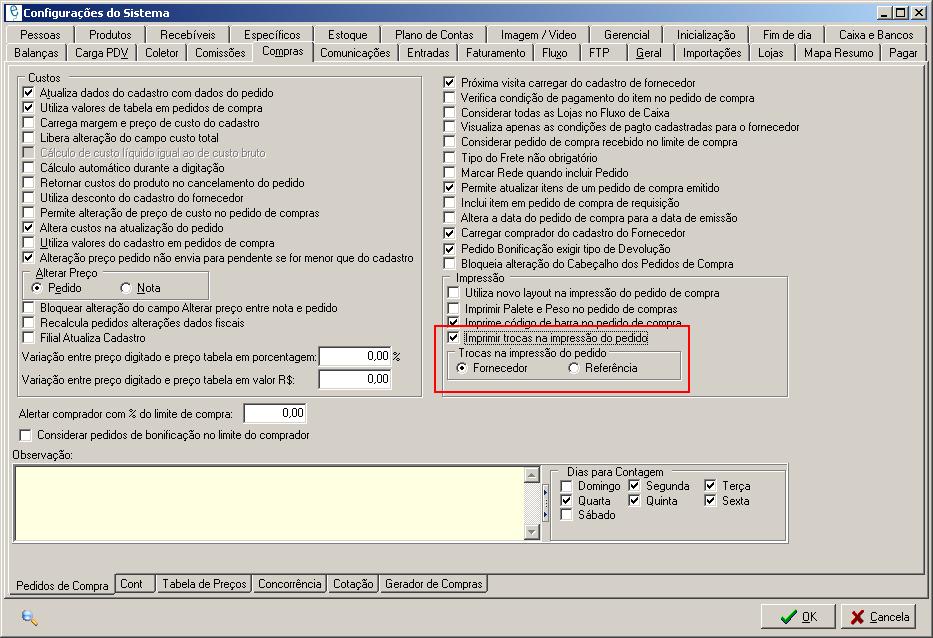 Configurações do Sistema
Pessoas Produtos Recebíveis Específicos Estoque Plano de Contas Imagem / Video Gerencial Inicialização Fim de dia Caixa e Bancos
Balanças Carga PDV Coletor Comissões Compras Comunicações Entradas Faturamento Fluxo FTP Geral Importações Lojas Mapa Resumo Pagar
Custos
Atualiza dados do cadastro com dados do pedido
Utiliza valores de tabela em pedidos de compra
Carrega margem e preço de custo do cadastro
Libera alteração do campo custo total
Cálculo de custo líquido igual ao de custo bruto
Cálculo automático durante a digitação
Retornar custos do produto no cancelamento do pedido
Utiliza desconto do cadastro do fornecedor
Permite alteração de preço de custo no pedido de compras
Altera custos na atualização do pedido
Utiliza valores do cadastro em pedidos de compra
Alteração preço pedido não envia para pendente se for menor que do cadastro
Alterar Preço
Pedido Nota
Bloquear alteração do campo Alterar preço entre nota e pedido
Recalcula pedidos alterações dados fiscais
Filial Atualiza Cadastro
Variação entre preço digitado e preço tabela em porcentagem: 0,00 %
Variação entre preço digitado e preço tabela em valor R$: 0,00
Alertar comprador com % do limite de compra: 0,00
Considerar pedidos de bonificação no limite do comprador
Próxima visita carregar do cadastro de fornecedor
Verifica condição de pagamento do item no pedido de compra
Considerar todas as Lojas no Fluxo de Caixa
Visualiza apenas as condições de pagto cadastradas para o fornecedor
Considerar pedido de compra recebido no limite de compra
Tipo do Frete não obrigatório
Marcar Rede quando incluir Pedido
Permite atualizar itens de um pedido de compra emitido
Inclui item em pedido de compra de requisição
Altera a data do pedido de compra para a data de emissão
Carregar comprador do cadastro do Fornecedor
Pedido Bonificação exigir tipo de Devolução
Bloqueia alteração do Cabeçalho dos Pedidos de Compra
Impressão
Utiliza novo layout na impressão do pedido de compra
Imprimir Palete e Peso no pedido de compras
Imprime código de barra no pedido de compra
Imprimir trocas na impressão do pedido
Trocas na impressão do pedido
Fornecedor Referência
Observação:
Dias para Contagem
Domingo Segunda Terça
Quarta Quinta Sexta
Sábado
Pedidos de Compra Cont Tabela de Preços Concorrência Cotação Gerador de Compras
OK Cancela